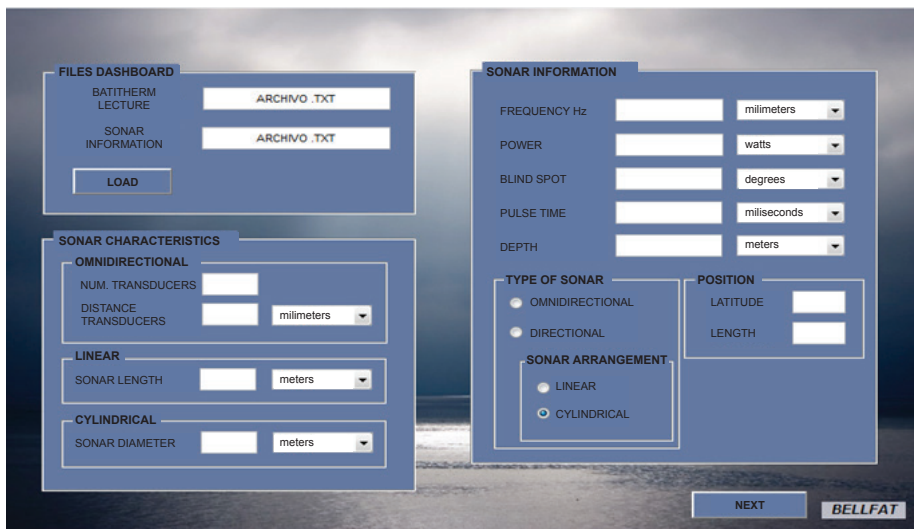 FILES DASHBOARD
BATITHERM
LECTURE
ARCHIVO .TXT
SONAR
INFORMATION
ARCHIVO .TXT
LOAD
SONAR CHARACTERISTICS
OMNIDIRECTIONAL
NUM. TRANSDUCERS
DISTANCE
TRANSDUCERS
milimeters
LINEAR
SONAR LENGTH
meters
CYLINDRICAL
SONAR DIAMETER
meters
SONAR INFORMATION
FREQUENCY Hz
milimeters
POWER
watts
BLIND SPOT
degrees
PULSE TIME
miliseconds
DEPTH
meters
TYPE OF SONAR
OMNIDIRECTIONAL
DIRECTIONAL
SONAR ARRANGEMENT
LINEAR
CYLINDRICAL
POSITION
LATITUDE
LENGTH
NEXT
BELLFAT